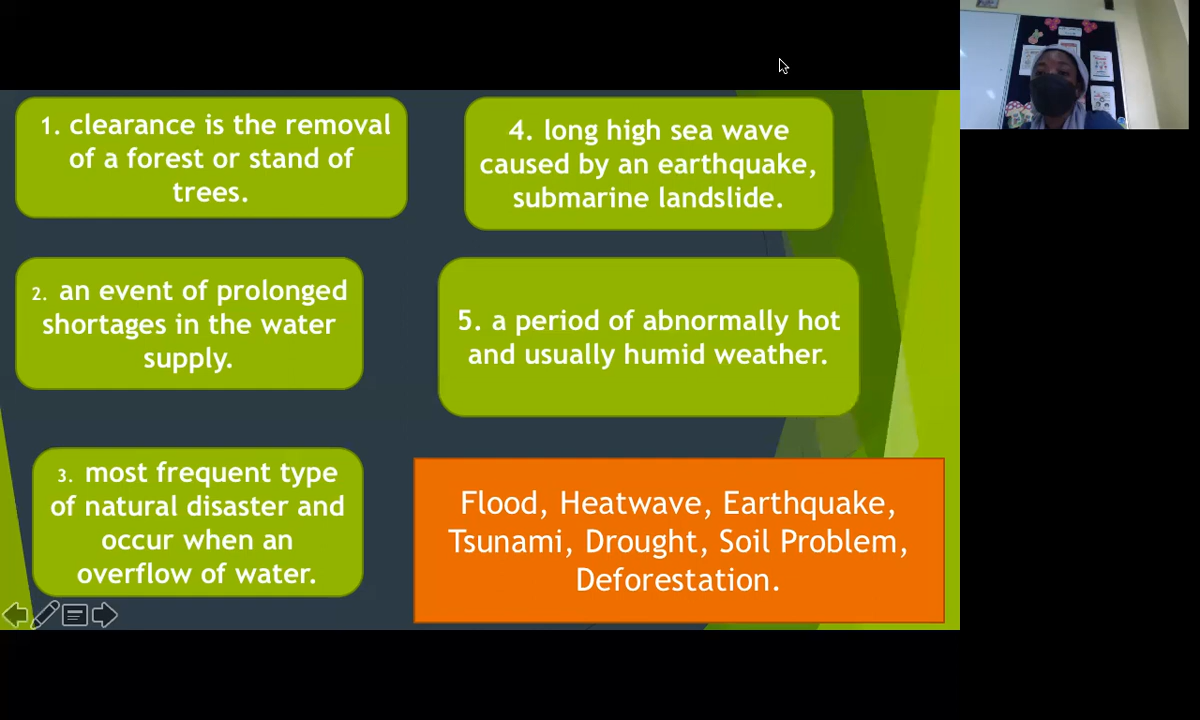 1. clearance is the removal
of a forest or stand of
trees.
2. an event of prolonged
shortages in the water
supply.
3. most frequent type
of natural disaster and
occur when an
overflow of water.
4. long high sea wave
caused by an earthquake,
submarine landslide.
5. a period of abnormally hot
and usually humid weather.
Flood, Heatwave, Earthquake,
Tsunami, Drought, Soil Problem,
Deforestation.